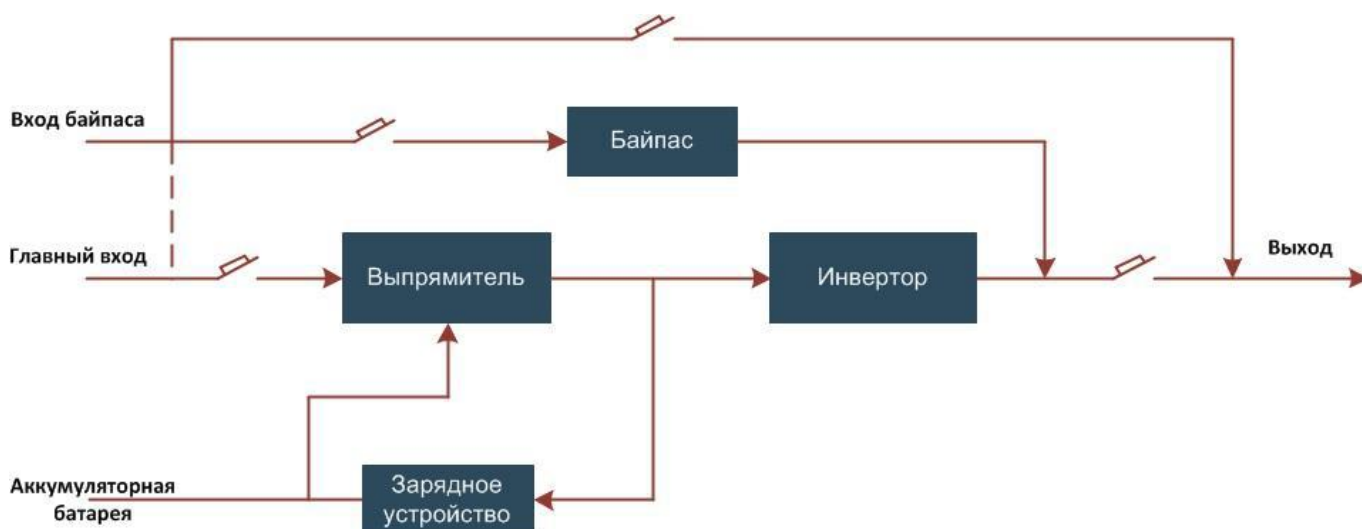 Вход байпаса
Байпас
Главный вход
Выпрямитель
Инвертор
Выход
Аккумуляторная
батарея
Зарядное
устройство